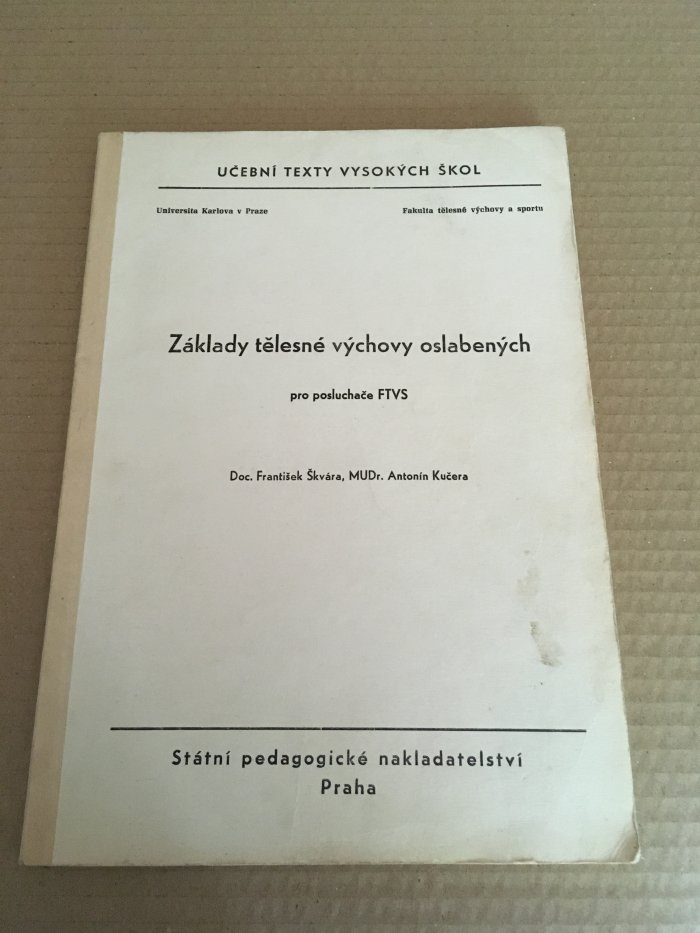 UČEBNÍ TEXTY VYSOKÝCH ŠKOL
Universita Karlova v Praze
Fakulta tělesné výchovy a sportu
Základy tělesné výchovy oslabených
pro posluchače FTVS
Doc. František Škvára, MUDr. Antonín Kučera
Státní pedagogické nakladatelství
Praha